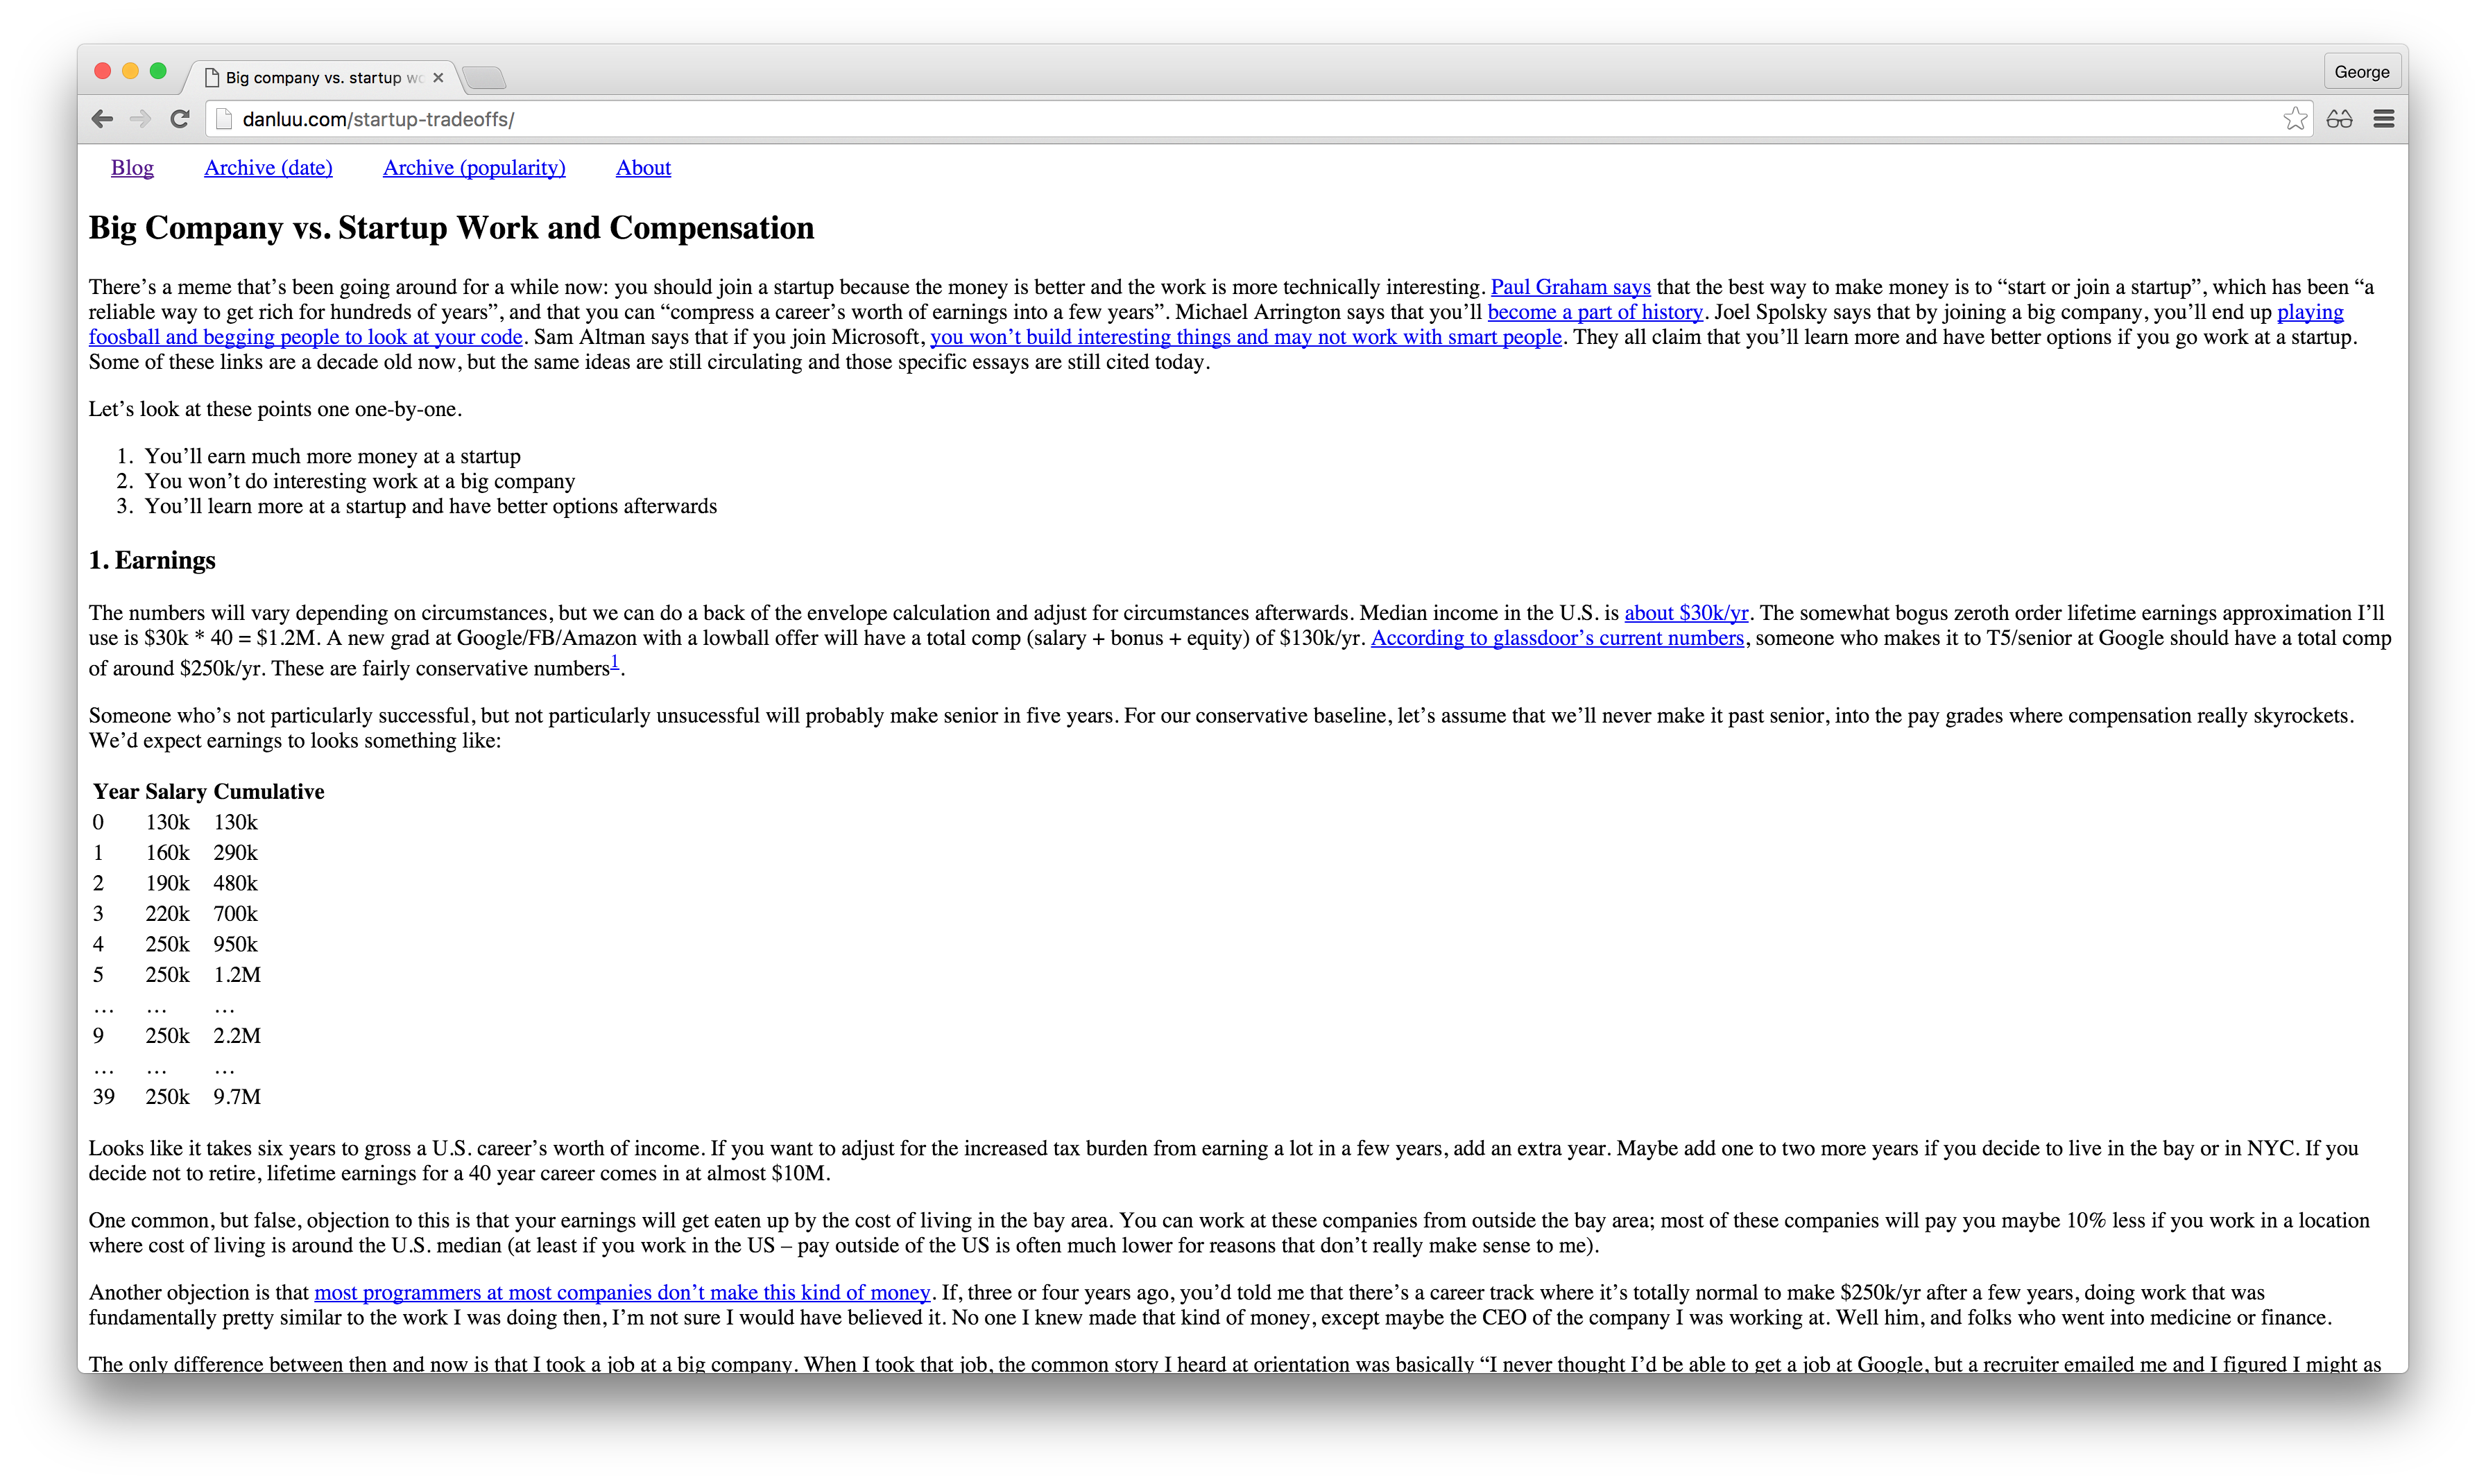 Big company vs. startup wo
George
danluu.com/startup-tradeoffs/
Blog Archive (date) Archive (popularity) About
Big Company vs. Startup Work and Compensation
There’s a meme that’s been going around for a while now: you should join a startup because the money is better and the work is more technically interesting. Paul Graham says that the best way to make money is to “start or join a startup”, which has been “a
reliable way to get rich for hundreds of years”, and that you can “compress a career’s worth of earnings into a few years”. Michael Arrington says that you’ll become a part of history. Joel Spolsky says that by joining a big company, you’ll end up playing
foosball and begging people to look at your code. Sam Altman says that if you join Microsoft, you won’t build interesting things and may not work with smart people. They all claim that you’ll learn more and have better options if you go work at a startup.
Some of these links are a decade old now, but the same ideas are still circulating and those specific essays are still cited today.
Let’s look at these points one one-by-one.
1. You’ll earn much more money at a startup
2. You won’t do interesting work at a big company
3. You’ll learn more at a startup and have better options afterwards
1. Earnings
The numbers will vary depending on circumstances, but we can do a back of the envelope calculation and adjust for circumstances afterwards. Median income in the U.S. is about $30k/yr. The somewhat bogus zeroth order lifetime earnings approximation I’ll
use is $30k * 40 = $1.2M. A new grad at Google/FB/Amazon with a lowball offer will have a total comp (salary + bonus + equity) of $130k/yr. According to glassdoor’s current numbers, someone who makes it to T5/senior at Google should have a total comp
of around $250k/yr. These are fairly conservative numbers1.
Someone who’s not particularly successful, but not particularly unsucessful will probably make senior in five years. For our conservative baseline, let’s assume that we’ll never make it past senior, into the pay grades where compensation really skyrockets.
We’d expect earnings to looks something like:
Year Salary Cumulative
0 130k 130k
1 160k 290k
2 190k 480k
3 220k 700k
4 250k 950k
5 250k 1.2M
… … …
9 250k 2.2M
… … …
39 250k 9.7M
Looks like it takes six years to gross a U.S. career’s worth of income. If you want to adjust for the increased tax burden from earning a lot in a few years, add an extra year. Maybe add one to two more years if you decide to live in the bay or in NYC. If you
decide not to retire, lifetime earnings for a 40 year career comes in at almost $10M.
One common, but false, objection to this is that your earnings will get eaten up by the cost of living in the bay area. You can work at these companies from outside the bay area; most of these companies will pay you maybe 10% less if you work in a location
where cost of living is around the U.S. median (at least if you work in the US – pay outside of the US is often much lower for reasons that don’t really make sense to me).
Another objection is that most programmers at most companies don’t make this kind of money. If, three or four years ago, you’d told me that there’s a career track where it’s totally normal to make $250k/yr after a few years, doing work that was
fundamentally pretty similar to the work I was doing then, I’m not sure I would have believed it. No one I knew made that kind of money, except maybe the CEO of the company I was working at. Well him, and folks who went into medicine or finance.
The only difference between then and now is that I took a job at a big company. When I took that job, the common story I heard at orientation was basically “I never thought I’d be able to get a job at Google, but a recruiter emailed me and I figured I might as